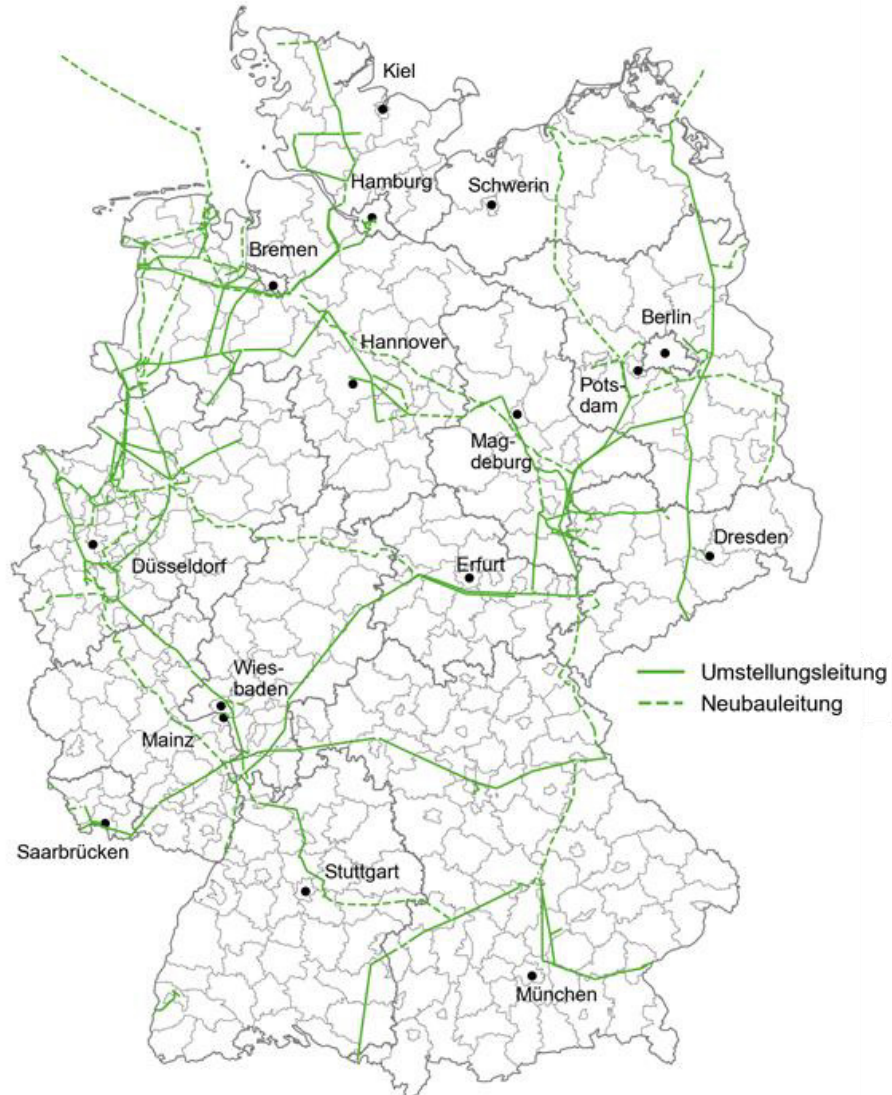 Kiel
Hamburg
Schwerin
Bremen
Berlin
Hannover
Pots-
dam
Mag-
deburg
Düsseldorf
Erfurt
Dresden
Wies-
baden
Umstellungsleitung
Neubauleitung
Mainz
Saarbrücken
Stuttgart
München